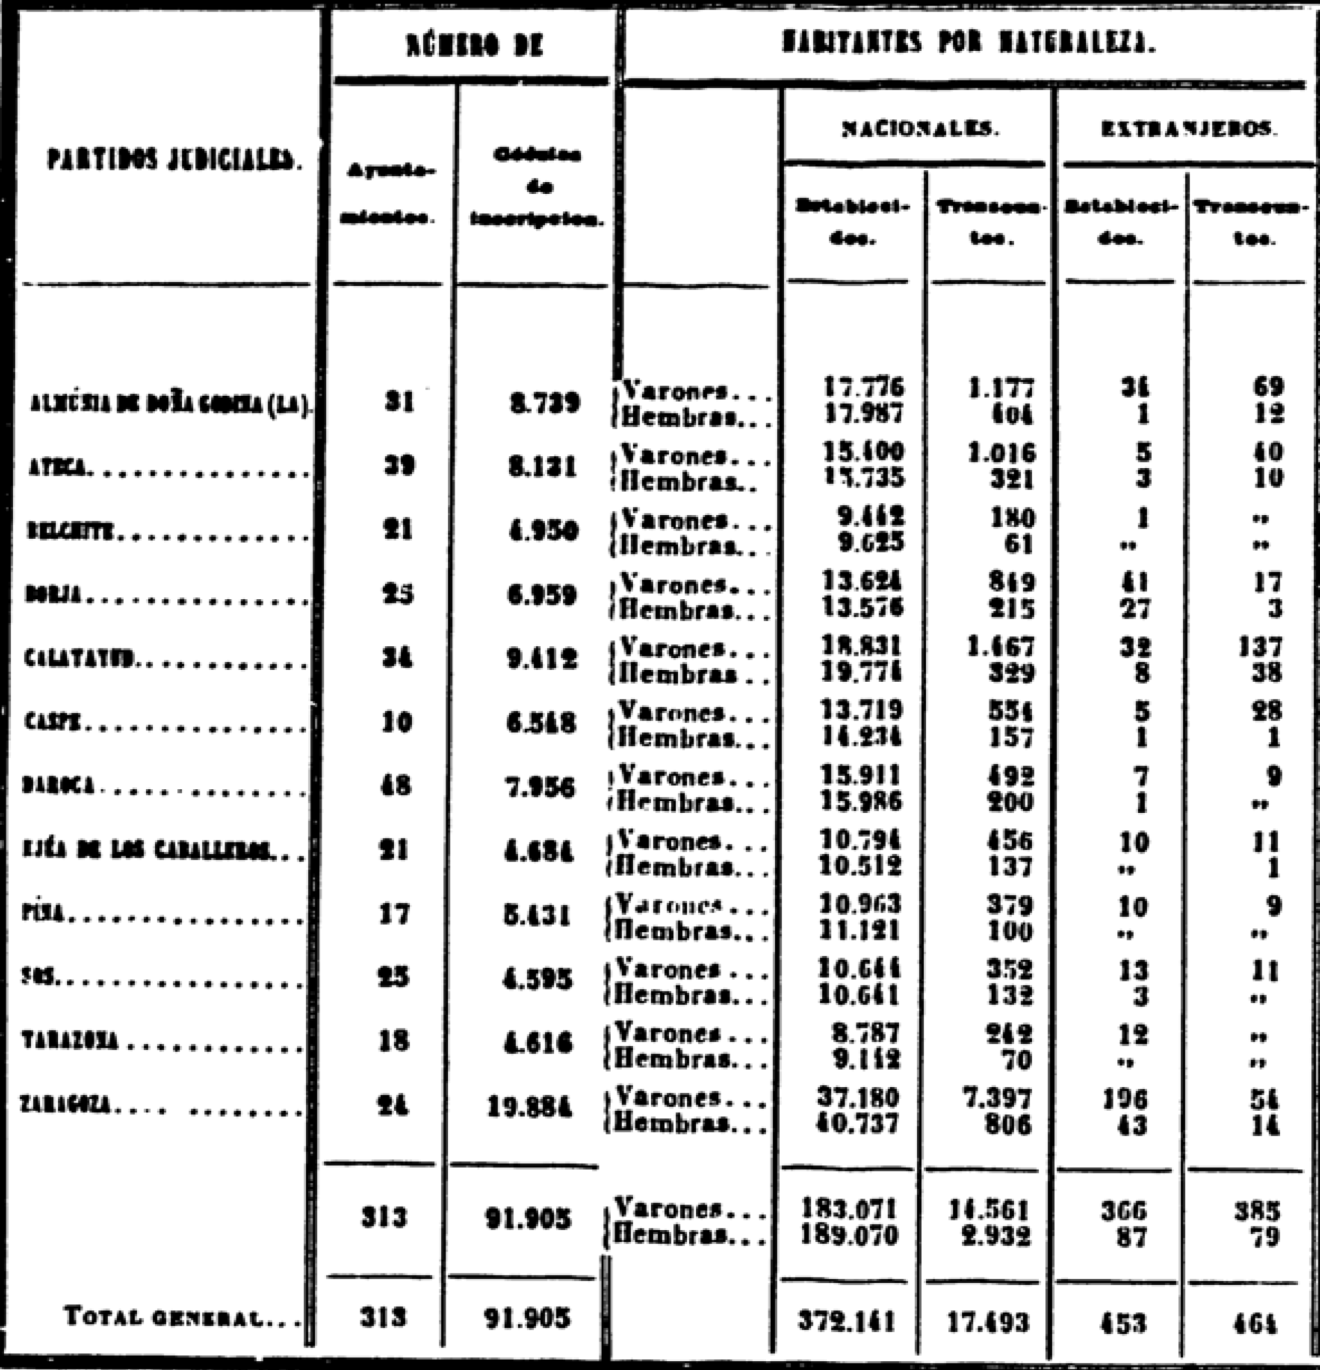 PARTIDOS JUDICIALES.
NÚMERO DE
Ayunta-
mientos.
Cédulas
de
inscripcion.
HABITANTES POR NATURALEZA.
NACIONALES.
EXTRANJEROS.
Estableci-
dos.
Transeun-
tes.
Estableci-
dos.
Transeun-
tes.
ALMÚNIA DE DOÑA GODINA (LA). 31 8.739 Varones... 17.776 1.177 34 69
Hembras... 17.987 404 1 12
ATECA............... 39 8.131 Varones... 15.400 1.016 5 40
Hembras.. 15.735 321 3 10
BELCHITE............. 21 4.950 Varones... 9.442 180 1 „
Hembras... 9.625 61 „ „
BORJA............... 25 6.959 Varones... 13.624 849 41 17
Hembras... 13.576 215 27 3
CALATAYUD............ 34 9.412 Varones... 18.831 1.467 32 137
Hembras... 19.774 329 8 38
CASPE............... 10 6.548 Varones... 13.719 554 5 28
Hembras... 14.234 157 1 1
DAROCA.............. 48 7.956 Varones... 15.911 492 7 9
Hembras... 15.986 200 1 „
EJÉA DE LOS CABALLEROS... 21 4.684 Varones... 10.794 456 10 11
Hembras... 10.512 137 „ 1
PINA................ 17 5.431 Varones... 10.963 379 10 9
Hembras... 11.121 100 „ „
SOS................. 25 4.595 Varones... 10.644 352 13 11
Hembras... 10.641 132 3 „
TARAZONA ............ 18 4.616 Varones... 8.787 242 12 „
Hembras... 9.142 70 „ „
ZARAGOZA.... ........ 24 19.884 Varones... 37.180 7.397 196 54
Hembras... 40.737 806 43 14
313 91.905 Varones... 183.071 14.561 366 385
Hembras... 189.070 2.932 87 79
TOTAL GENERAL... 313 91.905 372.141 17.493 453 464